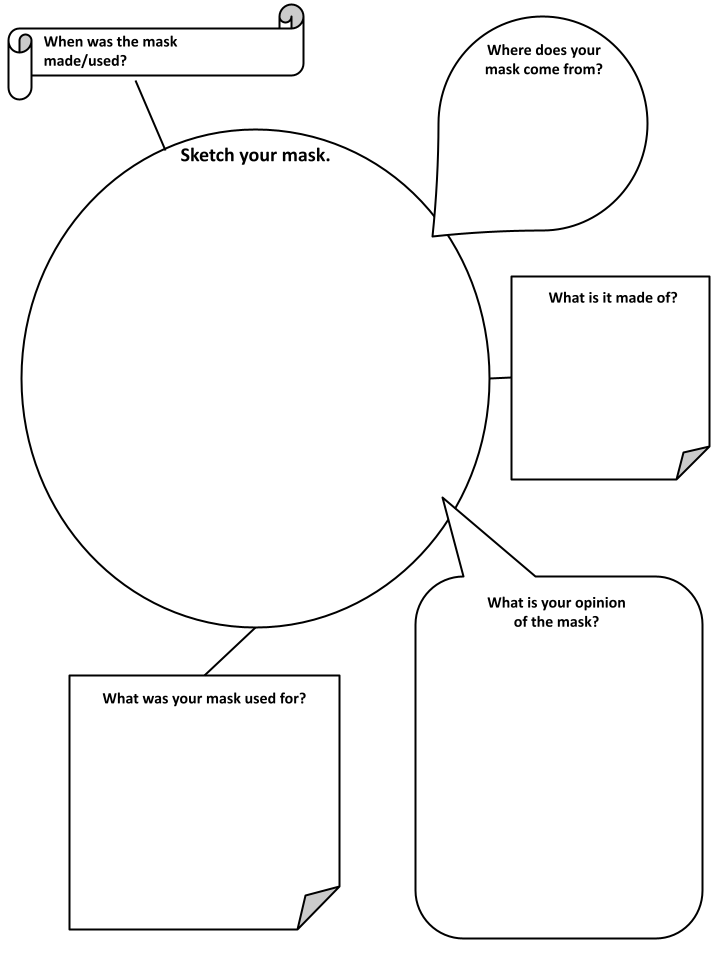 When was the mask
made/used?
Where does your
mask come from?
Sketch your mask.
What is it made of?
What is your opinion
of the mask?
What was your mask used for?